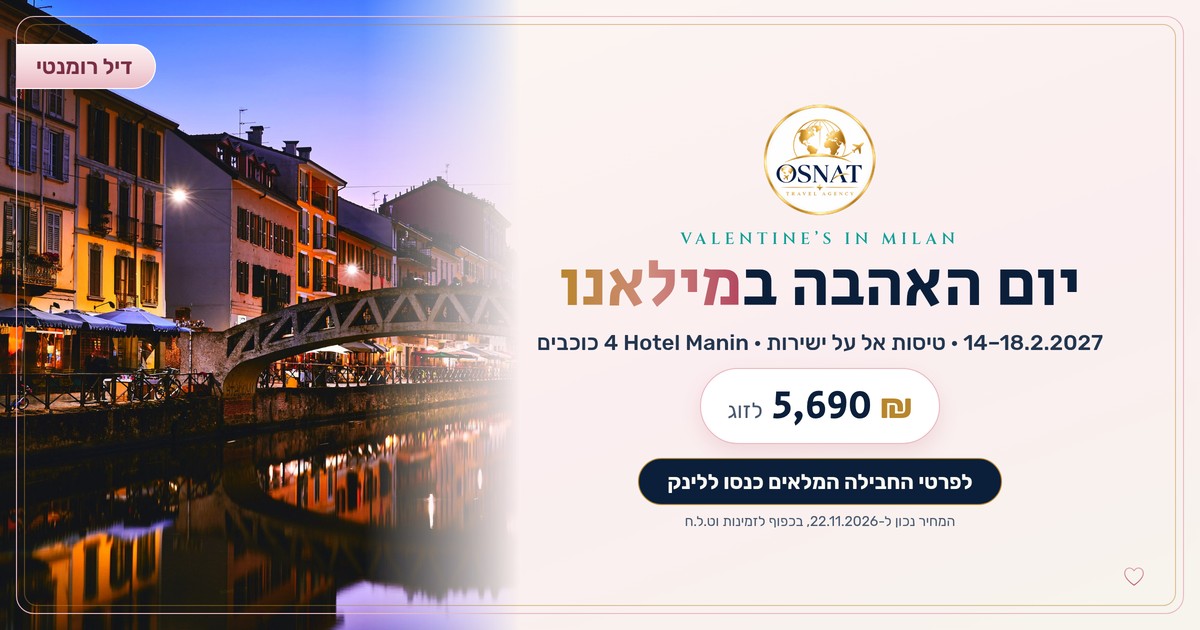 דיל רומנטי
OSNAT
TRAVEL AGENCY
VALENTINE'S IN MILAN
יום האהבה במילאנו
14–18.2.2027 • טיסות אל על ישירות • Hotel Manin 4 כוכבים
₪ 5,690 לזוג
לפרטי החבילה המלאים כנסו ללינק
המחיר נכון ל-22.11.2026, בכפוף לזמינות וט.ל.ח